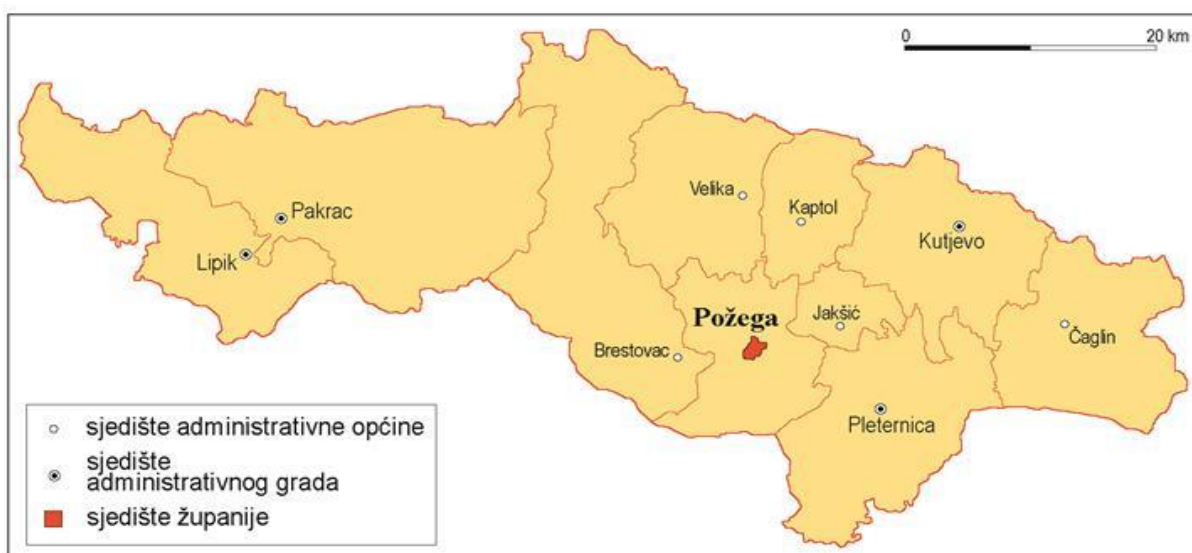 0 20 km
Velika
Kaptol
Pakrac
Kutjevo
Lipik
Požega
Jakšić
Čaglin
Brestovac
Pleternica
sjedište administrativne općine
sjedište
administrativnog grada
sjedište županije